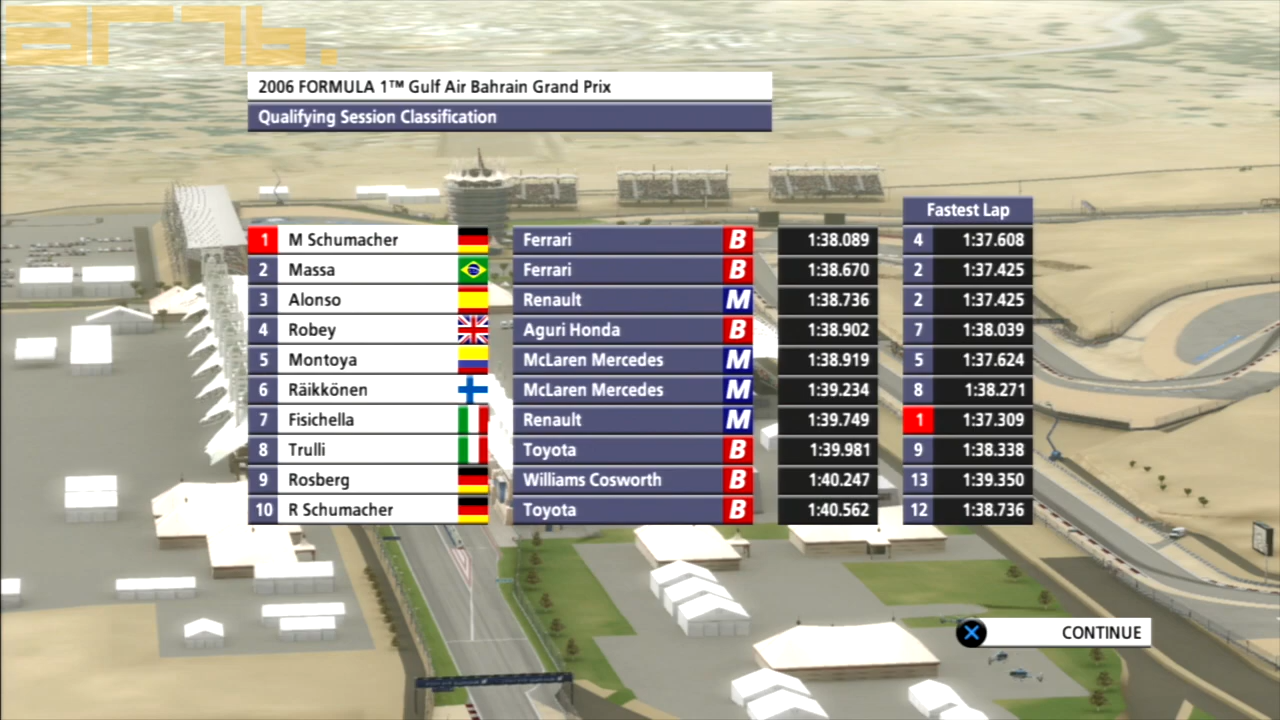 arnb.
2006 FORMULA 1™ Gulf Air Bahrain Grand Prix
Qualifying Session Classification
Fastest Lap
1 M Schumacher Ferrari B 1:38.089 4 1:37.608
2 Massa Ferrari B 1:38.670 2 1:37.425
3 Alonso Renault M 1:38.736 2 1:37.425
4 Robey Aguri Honda B 1:38.902 7 1:38.039
5 Montoya McLaren Mercedes M 1:38.919 5 1:37.624
6 Räikkönen McLaren Mercedes M 1:39.234 8 1:38.271
7 Fisichella Renault M 1:39.749 1 1:37.309
8 Trulli Toyota B 1:39.981 9 1:38.338
9 Rosberg Williams Cosworth B 1:40.247 13 1:39.350
10 R Schumacher Toyota B 1:40.562 12 1:38.736
CONTINUE